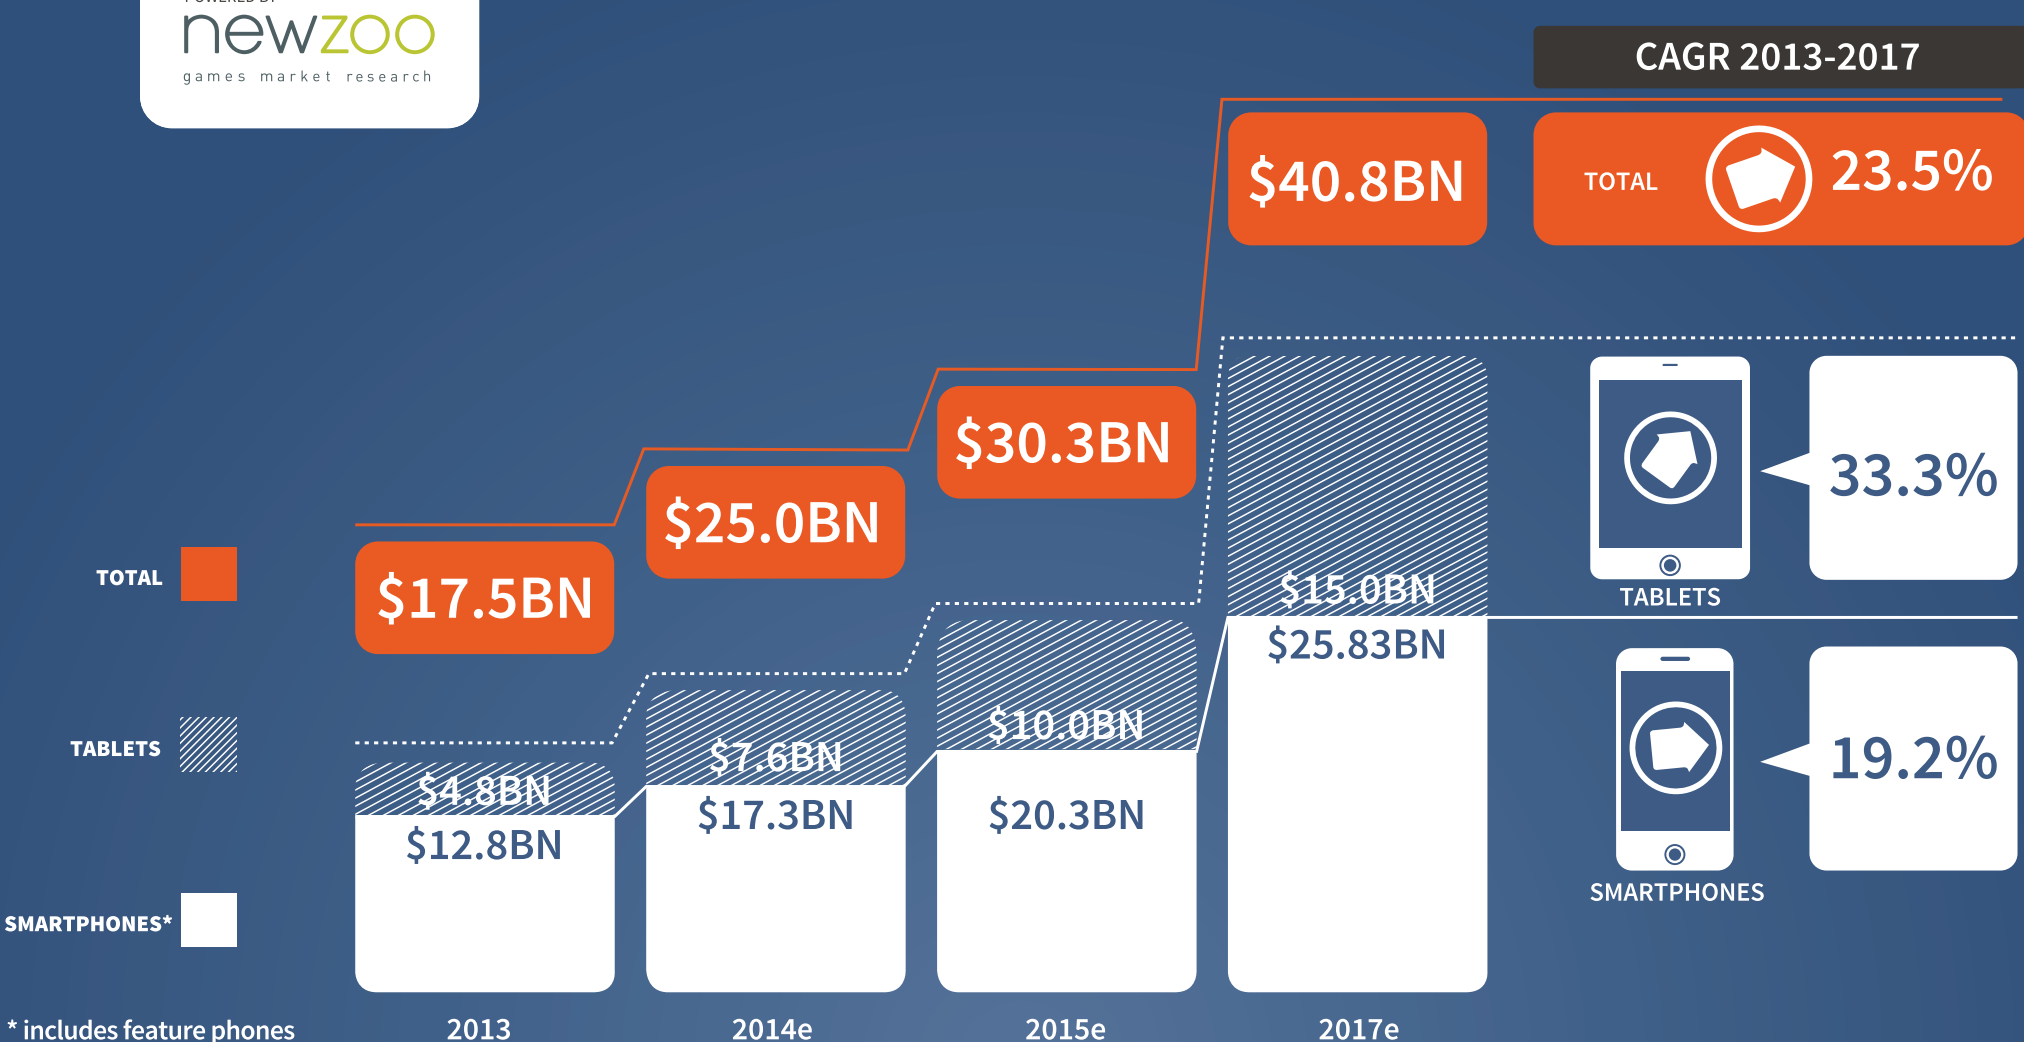 POWERED BY
newzoo
games market research
CAGR 2013-2017
$40.8BN
TOTAL
23.5%
$30.3BN
$25.0BN
$17.5BN
33.3%
TABLETS
19.2%
SMARTPHONES
TOTAL
TABLETS
SMARTPHONES*
$4.8BN
$12.8BN
$7.6BN
$17.3BN
$10.0BN
$20.3BN
$15.0BN
$25.83BN
* includes feature phones
2013
2014e
2015e
2017e